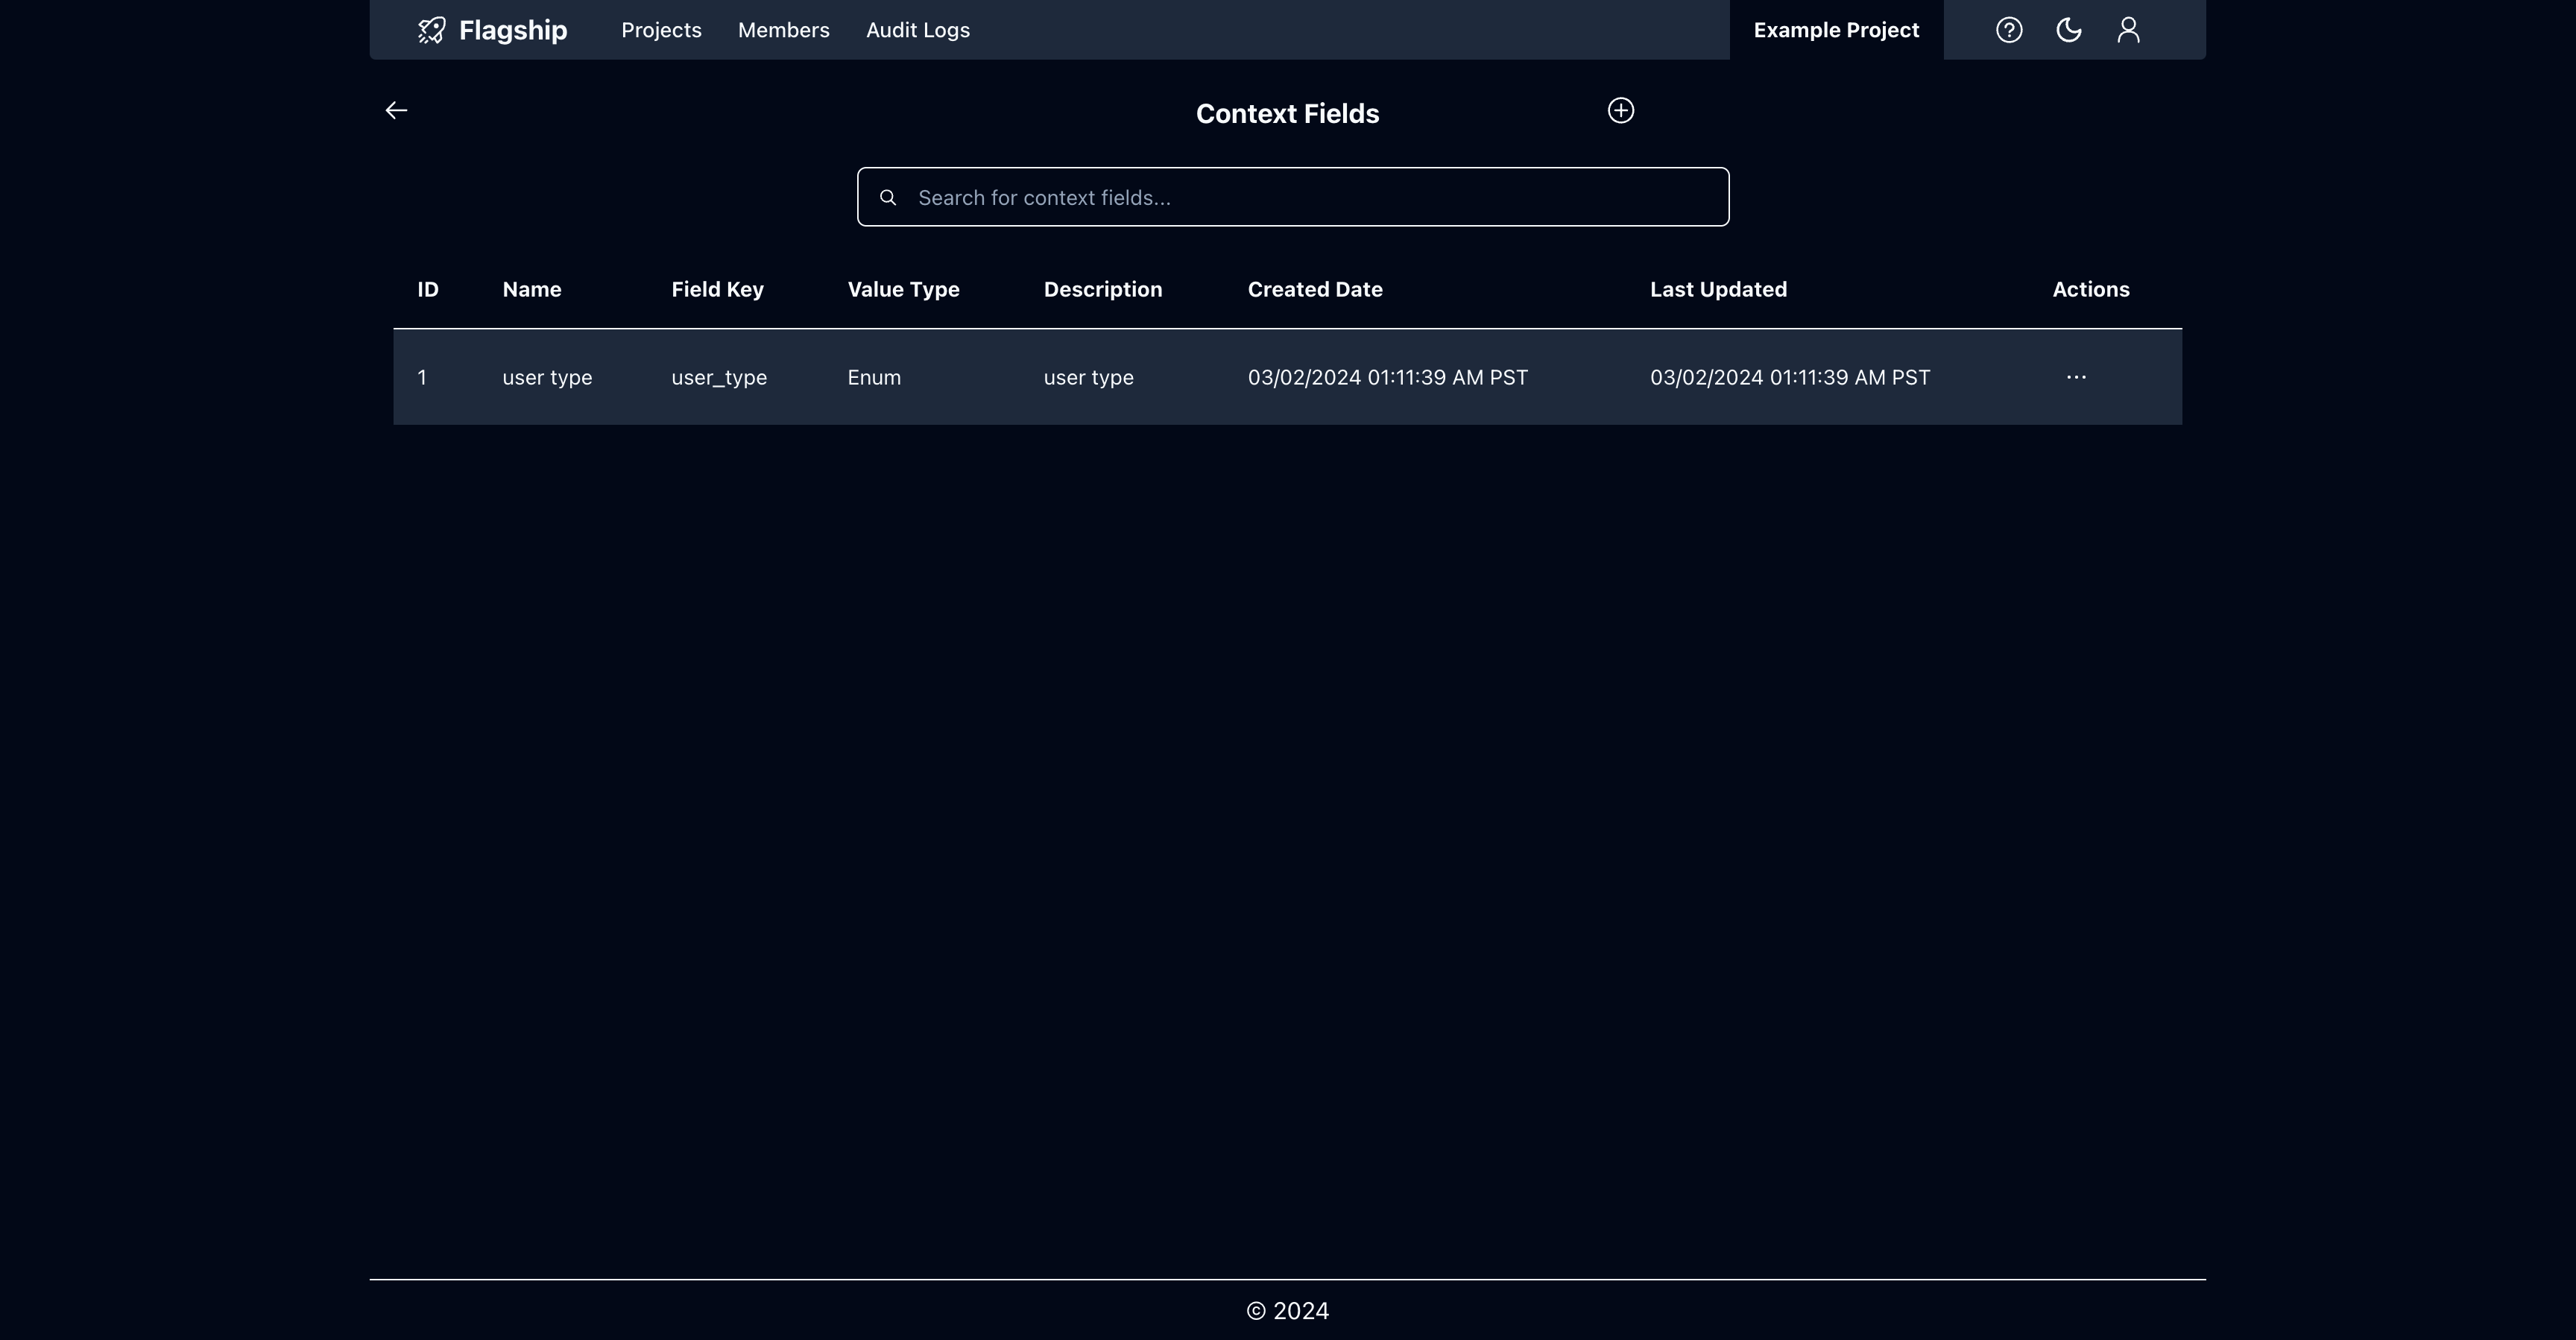 Flagship Projects Members Audit Logs Example Project
Context Fields
Search for context fields...
ID Name Field Key Value Type Description Created Date Last Updated Actions
1 user type user_type Enum user type 03/02/2024 01:11:39 AM PST 03/02/2024 01:11:39 AM PST ...
© 2024